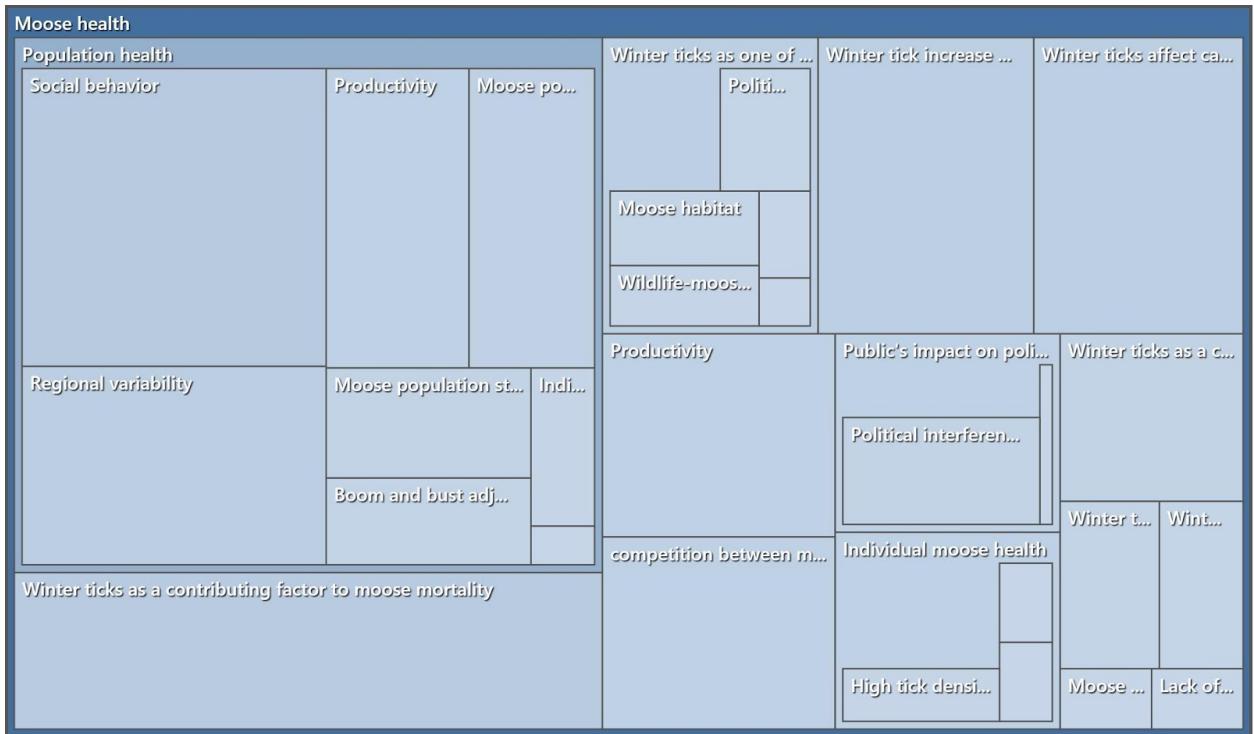 Moose health
Population health
Social behavior
Productivity
Moose po...
Regional variability
Moose population st...
Indi...
Boom and bust adj...
Winter ticks as a contributing factor to moose mortality
Winter ticks as one of ...
Politi...
Moose habitat
Wildlife-moos...
Winter tick increase ...
Winter ticks affect ca...
Productivity
competition between m...
Public's impact on poli...
Political interferen...
Individual moose health
High tick densi...
Winter ticks as a c...
Winter t...
Wint...
Moose ...
Lack of...